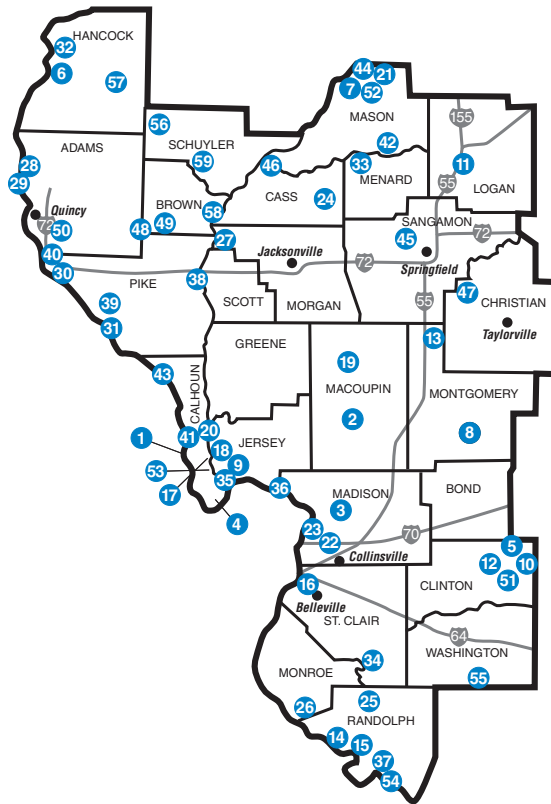 HANCOCK
32
6
57
44
21
7
52
MASON
155
56
SCHUYLER
59
42
ADAMS
28
29
46
33
MENARD
11
55
LOGAN
CASS
24
BROWN
58
Quincy
72
50
48
49
27
SANGAMON
45
72
Springfield
Jacksonville
72
40
30
PIKE
38
39
31
SCOTT
MORGAN
55
47
CHRISTIAN
Taylorville
13
GREENE
19
MACOUPIN
2
MONTGOMERY
8
43
CALHOUN
1
41
20
JERSEY
18
53
9
17
35
36
4
MADISON
3
BOND
23
22
70
Collinsville
5
12
10
51
CLINTON
16
Belleville
ST. CLAIR
64
WASHINGTON
34
55
MONROE
26
25
RANDOLPH
14
15
37
54